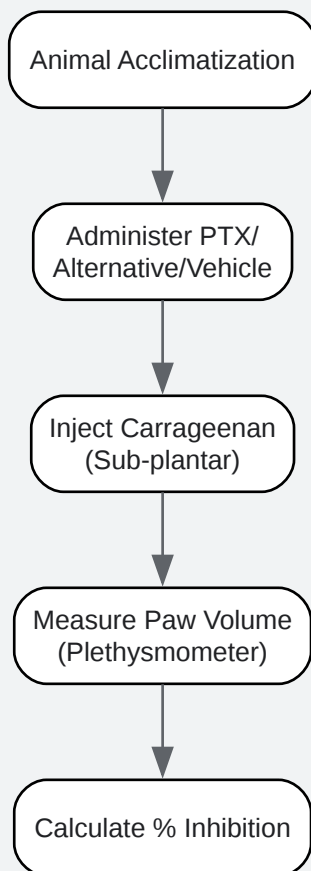 Animal Acclimatization
Administer PTX/
Alternative/Vehicle
Inject Carrageenan
(Sub-plantar)
Measure Paw Volume
(Plethysmometer)
Calculate % Inhibition